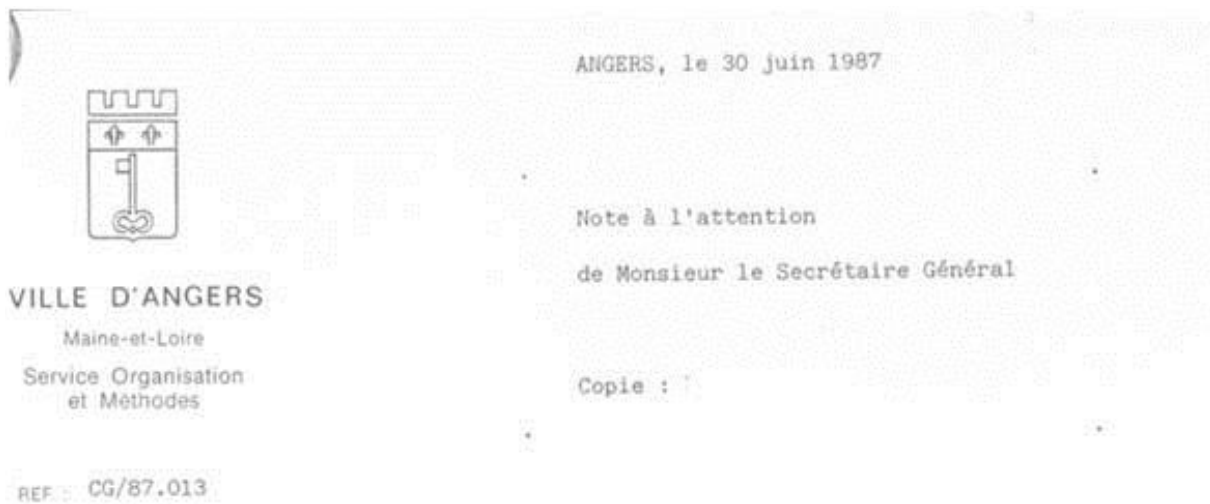 ANGERS, le 30 juin 1987
Note à l'attention
de Monsieur le Secrétaire Général
VILLE D'ANGERS
Maine-et-Loire
Service Organisation
et Méthodes
Copie :
REF : CG/87.013